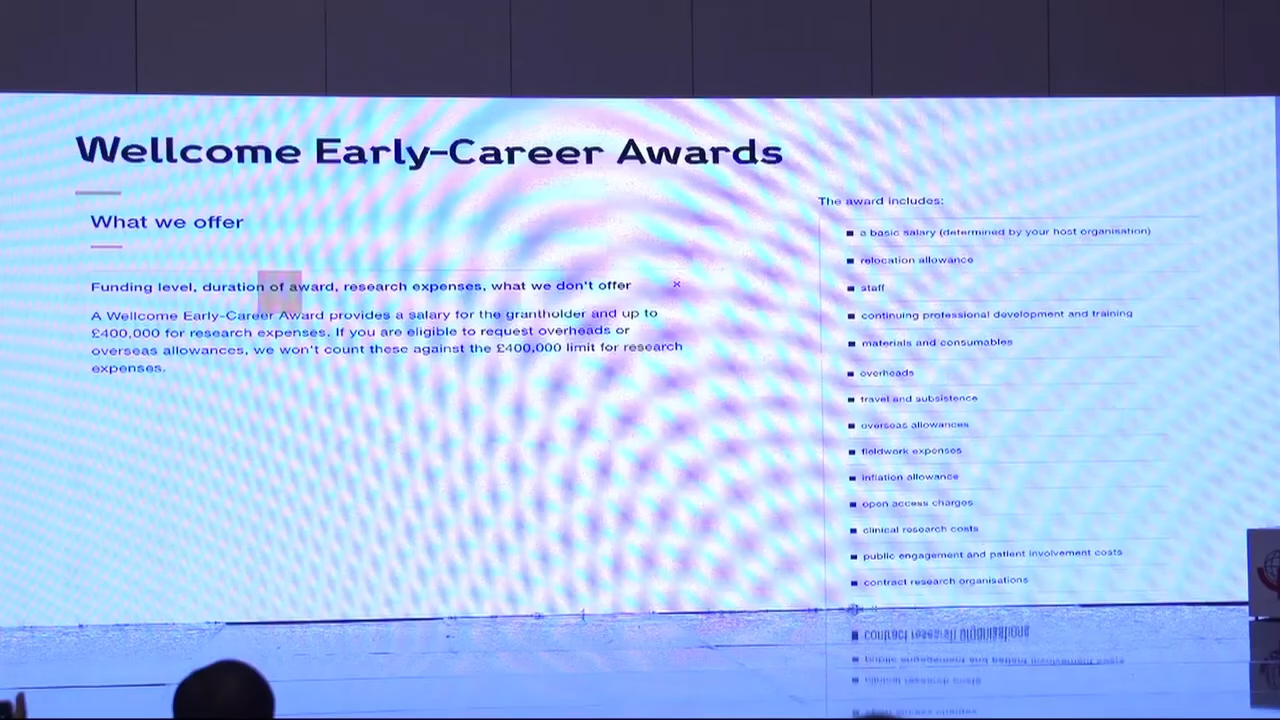 Wellcome Early-Career Awards
What we offer
Funding level, duration of award, research expenses, what we don't offer ×
A Wellcome Early-Career Award provides a salary for the grantholder and up to
£400,000 for research expenses. If you are eligible to request overheads or
overseas allowances, we won't count these against the £400,000 limit for research
expenses.
The award includes:
a basic salary (determined by your host organisation)
relocation allowance
staff
continuing professional development and training
materials and consumables
overheads
travel and subsistence
overseas allowances
fieldwork expenses
inflation allowance
open access charges
clinical research costs
public engagement and patient involvement costs
contract research organisations